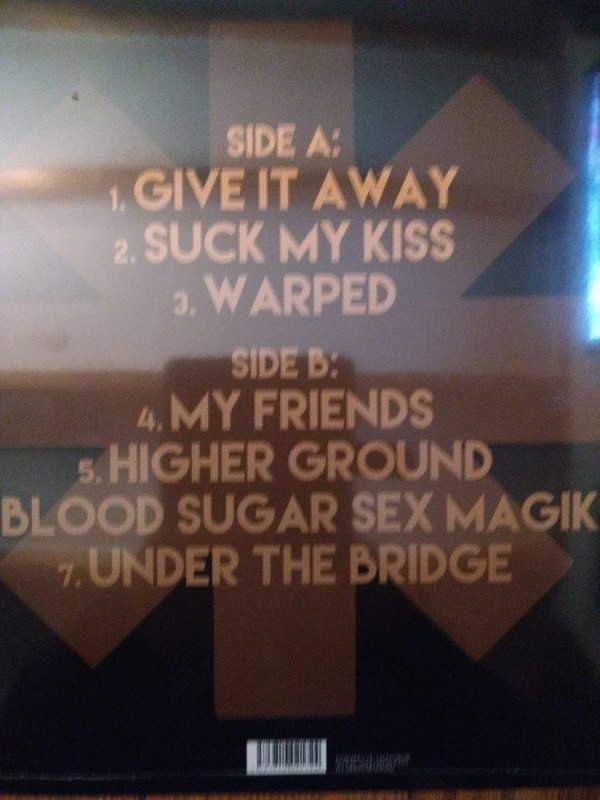 SIDE A:
1. GIVE IT AWAY
2. SUCK MY KISS
3. WARPED
SIDE B:
4. MY FRIENDS
5. HIGHER GROUND
BLOOD SUGAR SEX MAGIK
7. UNDER THE BRIDGE